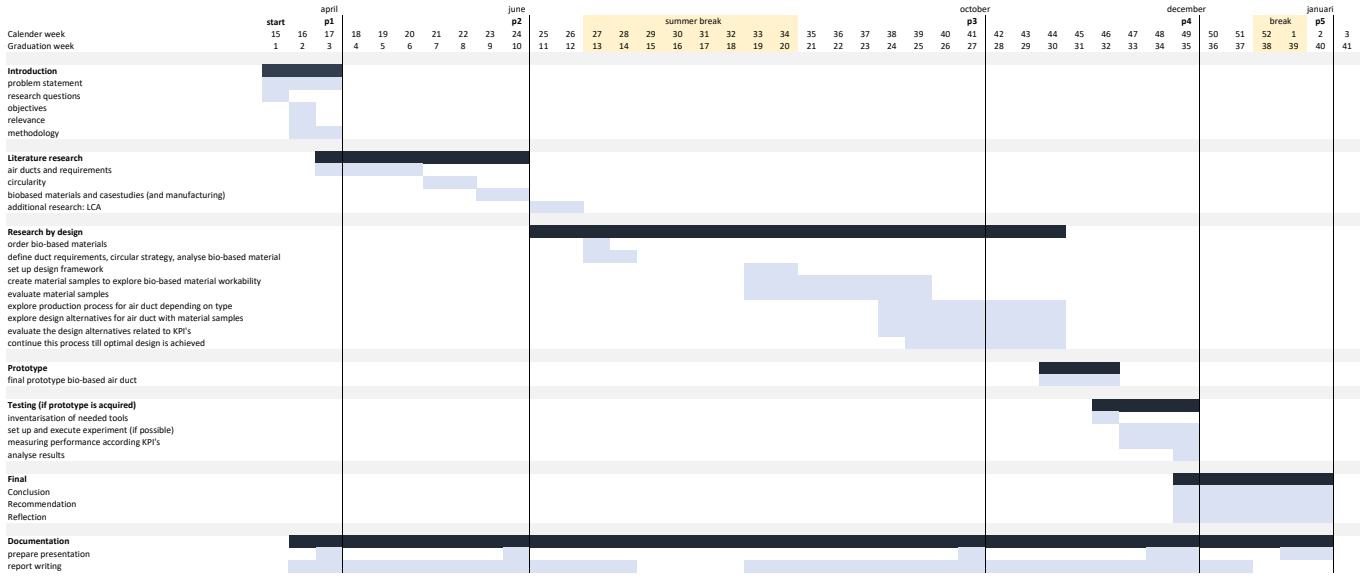 april june october december januari
start p1 p2 summer break p3 p4 break p5
Calender week 15 16 17 18 19 20 21 22 23 24 25 26 27 28 29 30 31 32 33 34 35 36 37 38 39 40 41 42 43 44 45 46 47 48 49 50 51 52 1 2 3
Graduation week 1 2 3 4 5 6 7 8 9 10 11 12 13 14 15 16 17 18 19 20 21 22 23 24 25 26 27 28 29 30 31 32 33 34 35 36 37 38 39 40 41
Introduction
problem statement
research questions
objectives
relevance
methodology
Literature research
air ducts and requirements
circularity
biobased materials and casestudies (and manufacturing)
additional research: LCA
Research by design
order bio-based materials
define duct requirements, circular strategy, analyse bio-based material
set up design framework
create material samples to explore bio-based material workability
evaluate material samples
explore production process for air duct depending on type
explore design alternatives for air duct with material samples
evaluate the design alternatives related to KPI's
continue this process till optimal design is achieved
Prototype
final prototype bio-based air duct
Testing (if prototype is acquired)
inventarisation of needed tools
set up and execute experiment (if possible)
measuring performance according KPI's
analyse results
Final
Conclusion
Recommendation
Reflection
Documentation
prepare presentation
report writing